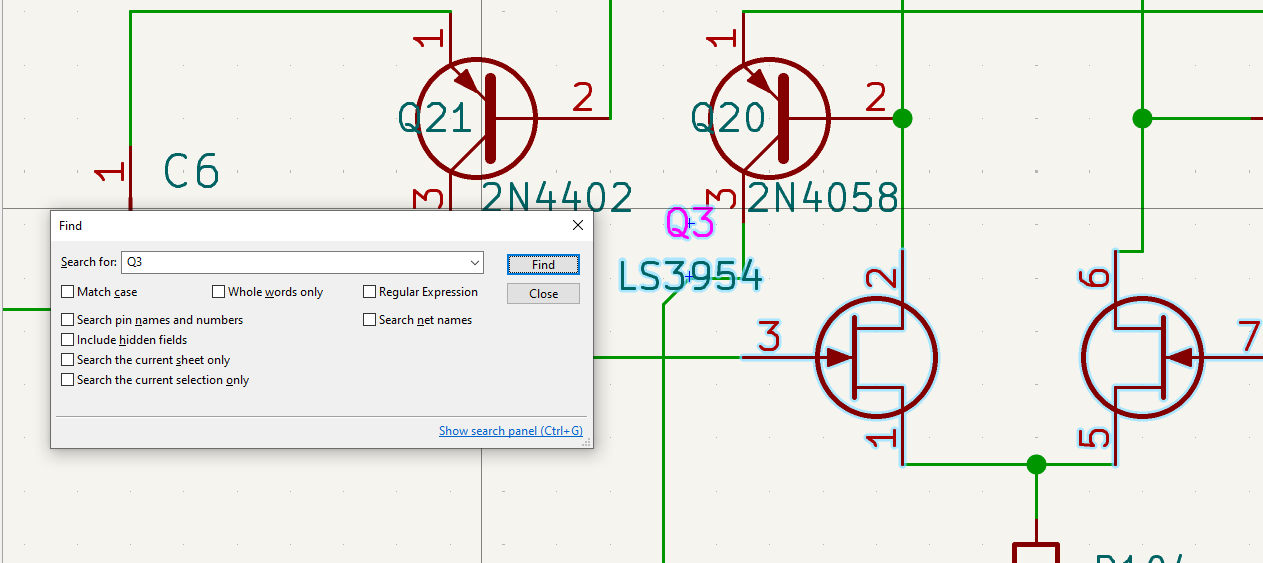 1
1
Q21
2
Q20
2
1
C6
3
2N4402
3
2N4058
Q3
LS3954
Find
Search for:
Q3
Find
Match case
Whole words only
Regular Expression
Close
Search pin names and numbers
Search net names
Include hidden fields
Search the current sheet only
Search the current selection only
Show search panel (Ctrl+G)
2
6
3
7
1
5